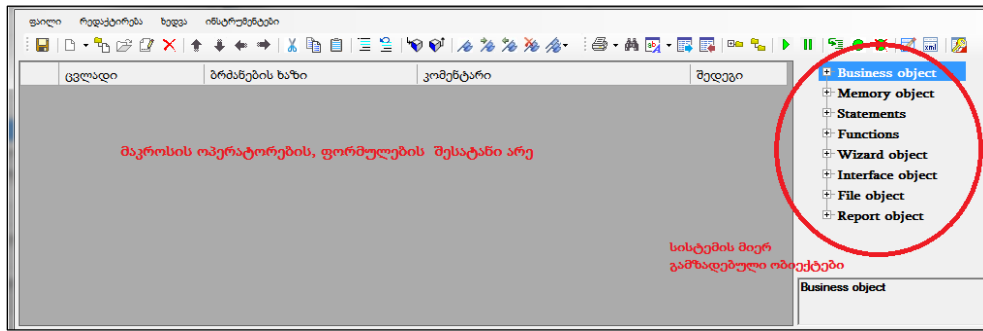 ფაილი რედაქტირება ხედვა ინსტრუმენტები
ცვლადი ბრძანების ხაზი კომენტარი შედეგი
Business object
Memory object
Statements
Functions
Wizard object
Interface object
File object
Report object
მაკროსის ოპერატორების, ფორმულების შესატანი არე
სისტემის მიერ
გამზადებული ობიექტები
Business object